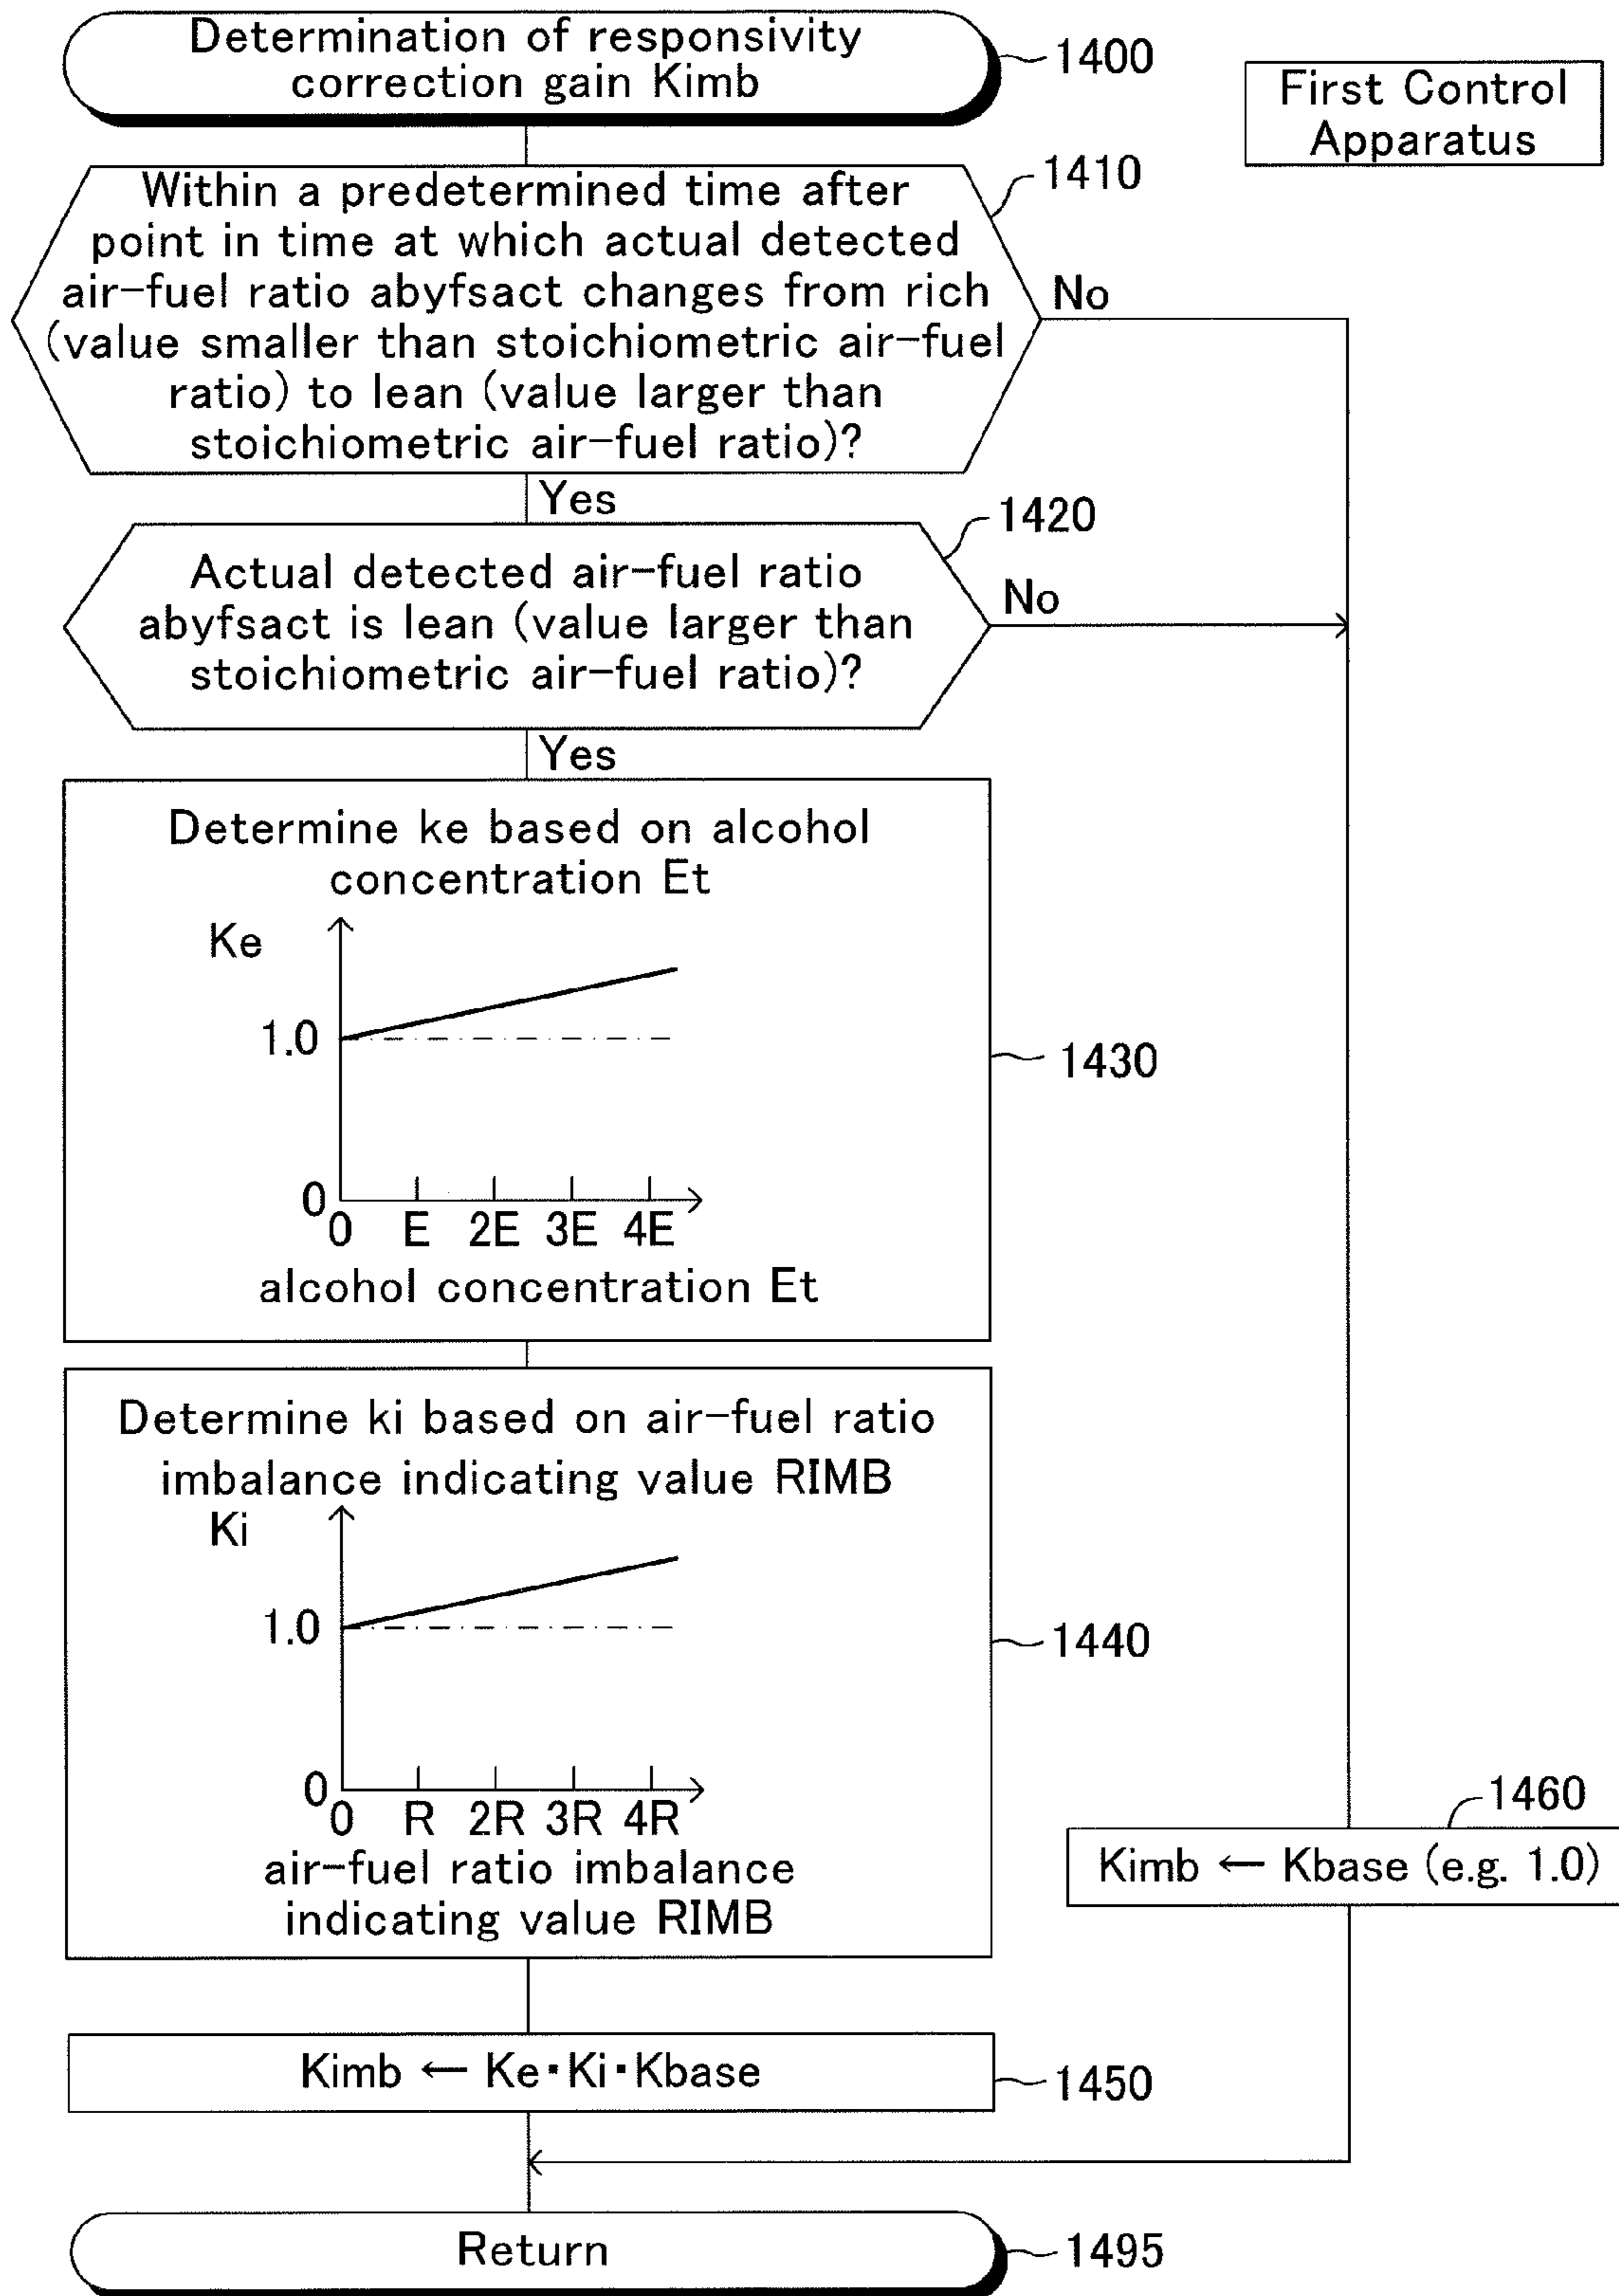 Determination of responsivity
correction gain Kimb
1400
First Control
Apparatus
Within a predetermined time after
point in time at which actual detected
air-fuel ratio abyfsact changes from rich
(value smaller than stoichiometric air-fuel
ratio) to lean (value larger than
stoichiometric air-fuel ratio)?
1410
No
Yes
Actual detected air-fuel ratio
abyfsact is lean (value larger than
stoichiometric air-fuel ratio)?
1420
No
Yes
Determine ke based on alcohol
concentration Et
Ke
1.0
0
0 E 2E 3E 4E
alcohol concentration Et
1430
Determine ki based on air-fuel ratio
imbalance indicating value RIMB
Ki
1.0
0
0 R 2R 3R 4R
air-fuel ratio imbalance
indicating value RIMB
1440
1460
Kimb ← Kbase (e.g. 1.0)
Kimb ← Ke▪Ki▪Kbase
1450
Return
1495